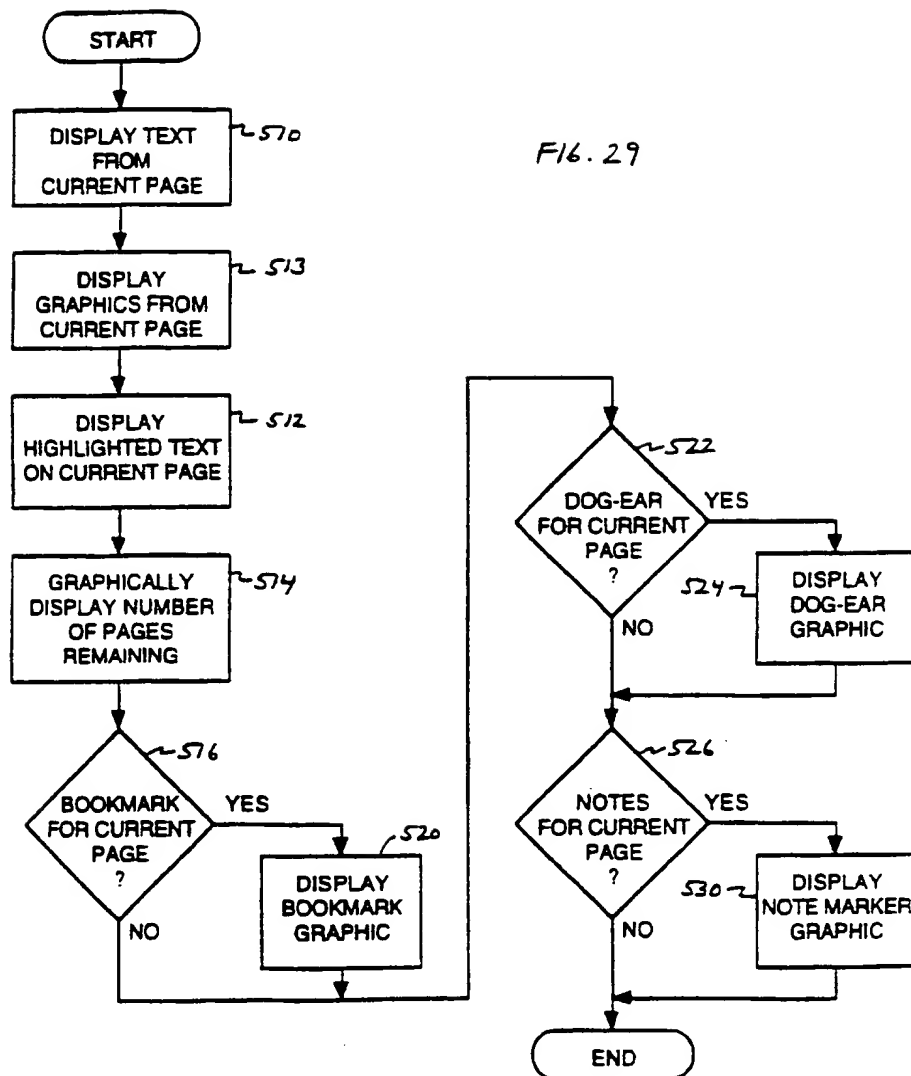 START
DISPLAY TEXT
FROM
CURRENT PAGE
510
FIG. 29
DISPLAY
GRAPHICS FROM
CURRENT PAGE
513
DISPLAY
HIGHLIGHTED TEXT
ON CURRENT PAGE
512
GRAPHICALLY
DISPLAY NUMBER
OF PAGES
REMAINING
514
BOOKMARK
FOR CURRENT
PAGE
?
516
YES
NO
DISPLAY
BOOKMARK
GRAPHIC
520
DOG-EAR
FOR CURRENT
PAGE
?
522
YES
NO
DISPLAY
DOG-EAR
GRAPHIC
524
NOTES
FOR CURRENT
PAGE
?
526
YES
NO
DISPLAY
NOTE MARKER
GRAPHIC
530
END